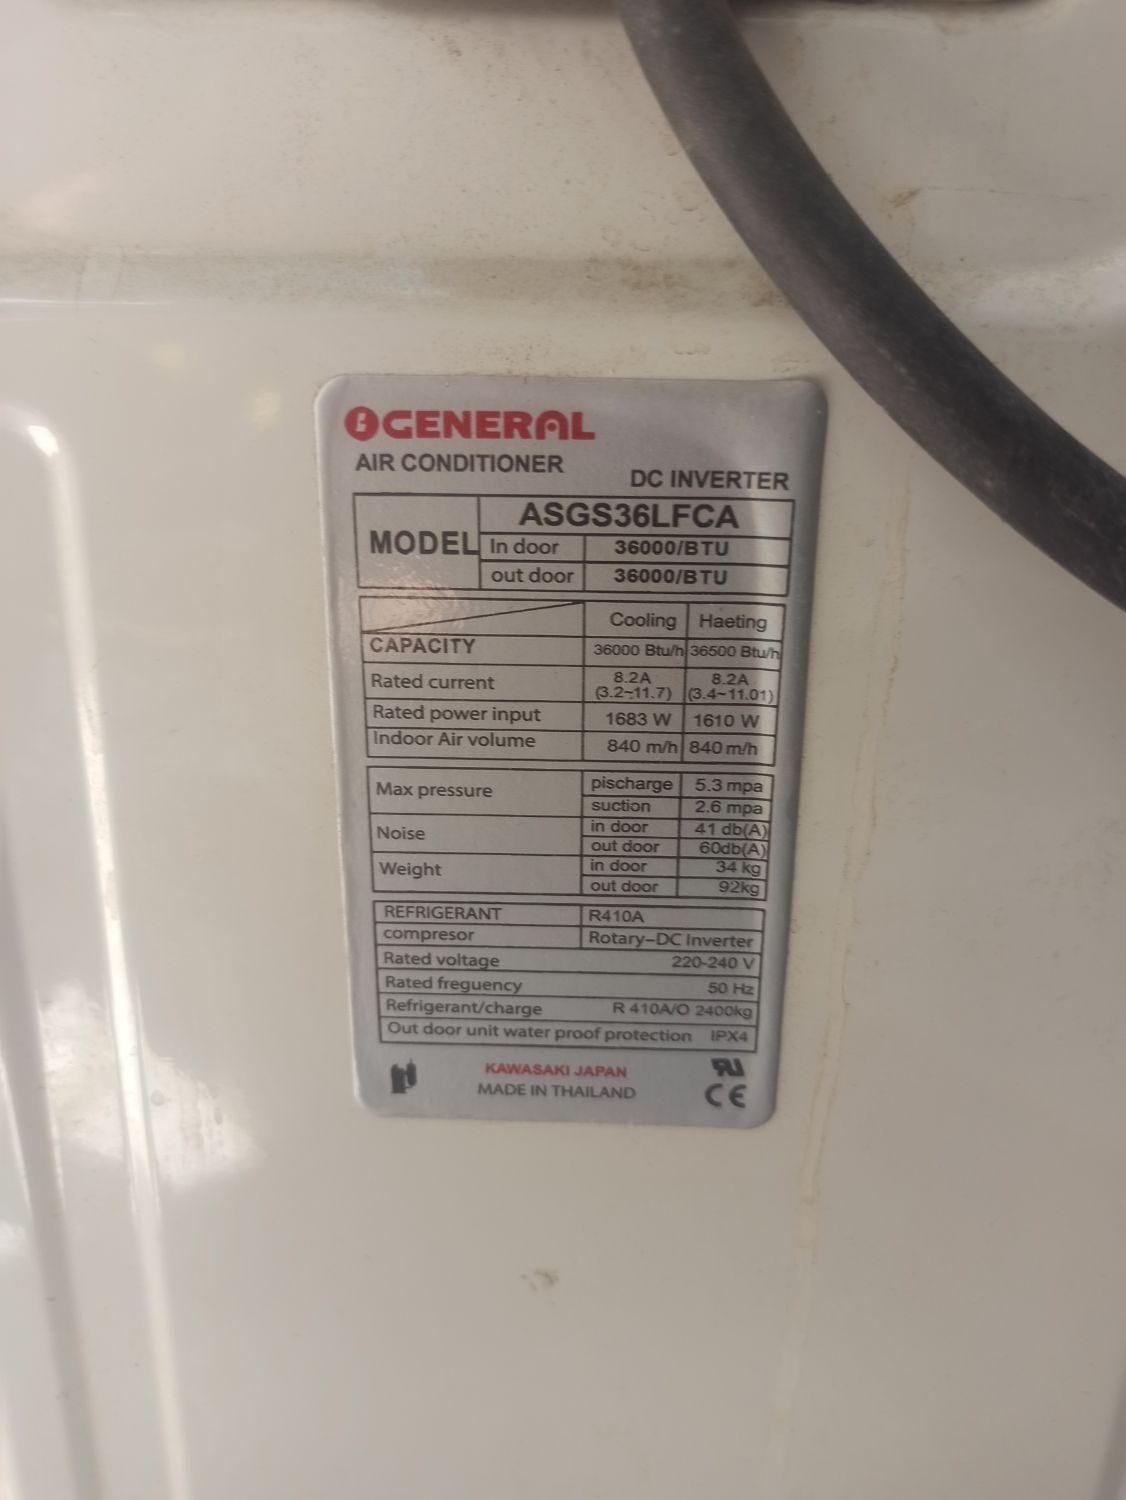 GENERAL
AIR CONDITIONER
DC INVERTER
MODEL ASGS36LFCA
In door 36000/BTU
out door 36000/BTU
Cooling Haeting
CAPACITY 36000 Btu/h 36500 Btu/h
Rated current 8.2A (3.2~11.7) 8.2A (3.4~11.01)
Rated power input 1683 W 1610 W
Indoor Air volume 840 m/h 840 m/h
Max pressure pischarge 5.3 mpa
suction 2.6 mpa
Noise in door 41 db(A)
out door 60db(A)
Weight in door 34 kg
out door 92kg
REFRIGERANT R410A
compresor Rotary-DC Inverter
Rated voltage 220-240 V
Rated freguency 50 Hz
Refrigerant/charge R 410A/O 2400kg
Out door unit water proof protection IPX4
KAWASAKI JAPAN
MADE IN THAILAND
CE